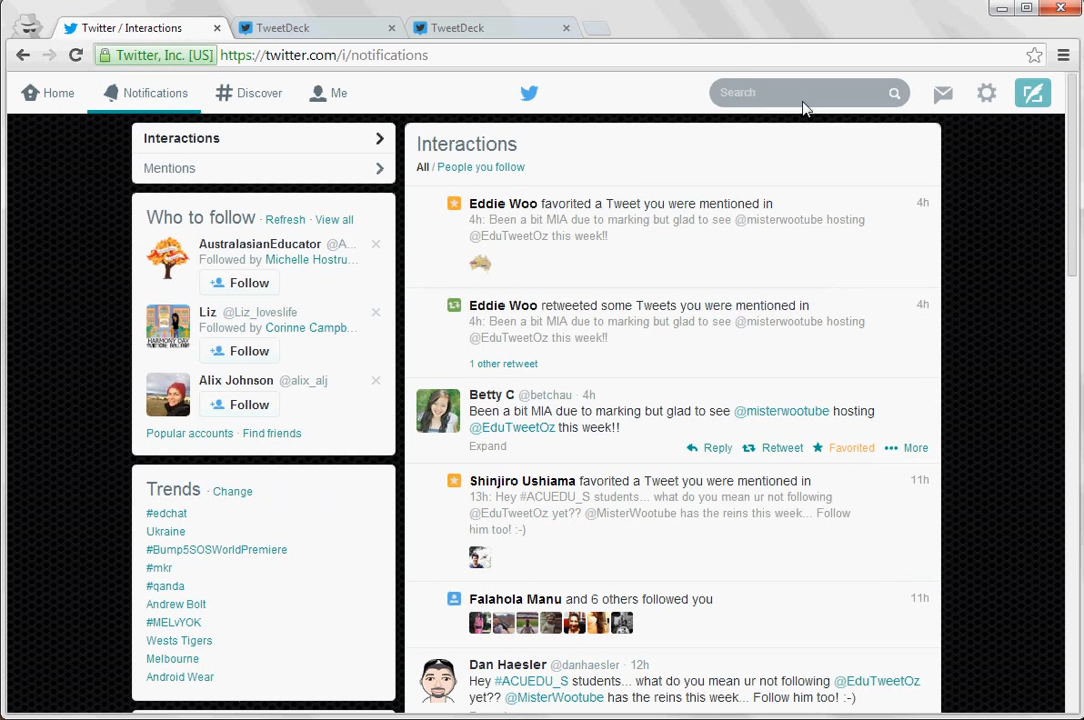 Twitter / Interactions
TweetDeck
TweetDeck
Twitter, Inc. [US] https://twitter.com/i/notifications
Home
Notifications
Discover
Me
Search
Interactions
Mentions
Who to follow · Refresh · View all
AustralasianEducator @A...
Followed by Michelle Hostru...
Follow
Liz @Liz_loveslife
Followed by Corinne Campb...
Follow
Alix Johnson @alix_alj
Follow
Popular accounts · Find friends
Trends · Change
#edchat
Ukraine
#Bump5SOSWorldPremiere
#mkr
#qanda
Andrew Bolt
#MELvYOK
Wests Tigers
Melbourne
Android Wear
Interactions
All / People you follow
Eddie Woo favorited a Tweet you were mentioned in 4h
4h: Been a bit MIA due to marking but glad to see @misterwootube hosting
@EduTweetOz this week!!
Eddie Woo retweeted some Tweets you were mentioned in 4h
4h: Been a bit MIA due to marking but glad to see @misterwootube hosting
@EduTweetOz this week!!
1 other retweet
Betty C @betchau · 4h
Been a bit MIA due to marking but glad to see @misterwootube hosting
@EduTweetOz this week!!
Expand Reply Retweet Favorited More
Shinjiro Ushiama favorited a Tweet you were mentioned in 11h
13h: Hey #ACUEDU_S students... what do you mean ur not following
@EduTweetOz yet?? @MisterWootube has the reins this week... Follow
him too! :-)
Falahola Manu and 6 others followed you 11h
Dan Haesler @danhaesler · 12h
Hey #ACUEDU_S students... what do you mean ur not following @EduTweetOz
yet?? @MisterWootube has the reins this week... Follow him too! :-)